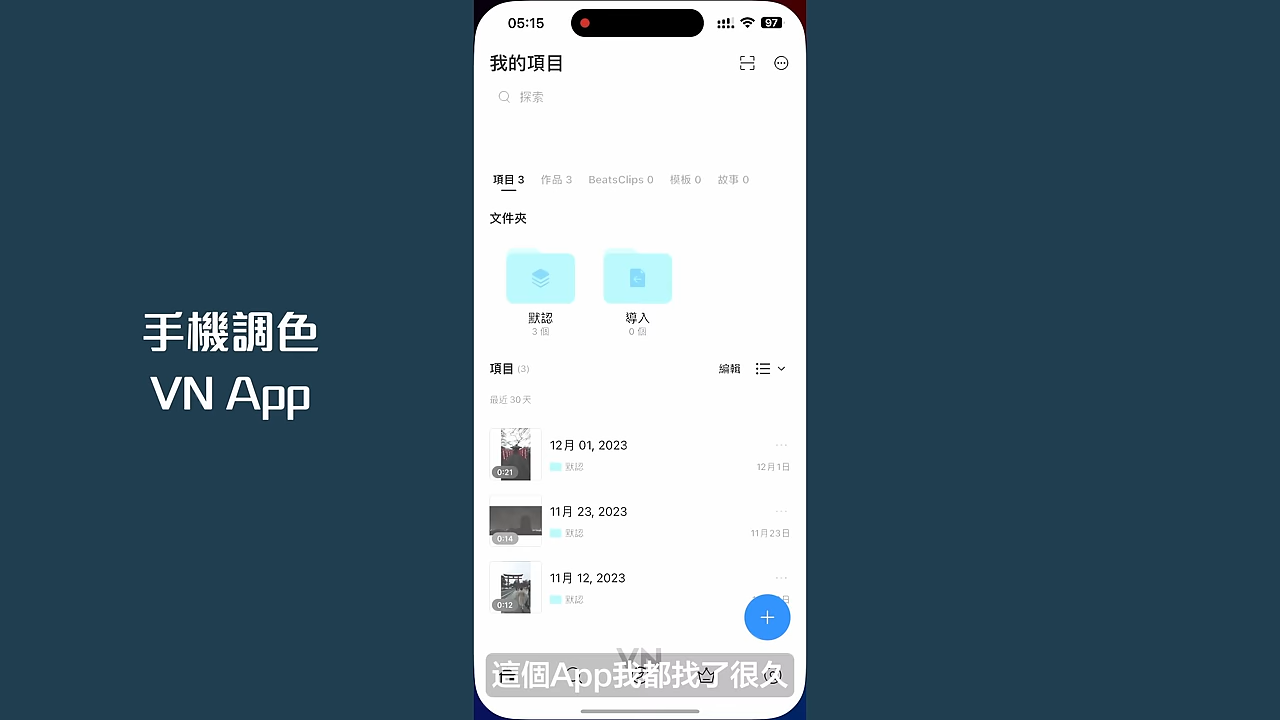 05:15
97
我的項目
探索
項目 3 作品 3 BeatsClips 0 模板 0 故事 0
文件夾
默認
3 個
導入
0 個
項目 (3) 編輯
最近 30 天
12月 01, 2023
0:21
默認 12月1日
11月 23, 2023
0:14
默認 11月23日
11月 12, 2023
0:12
默認 日
手機調色
VN App
VN
這個App我都找了很久